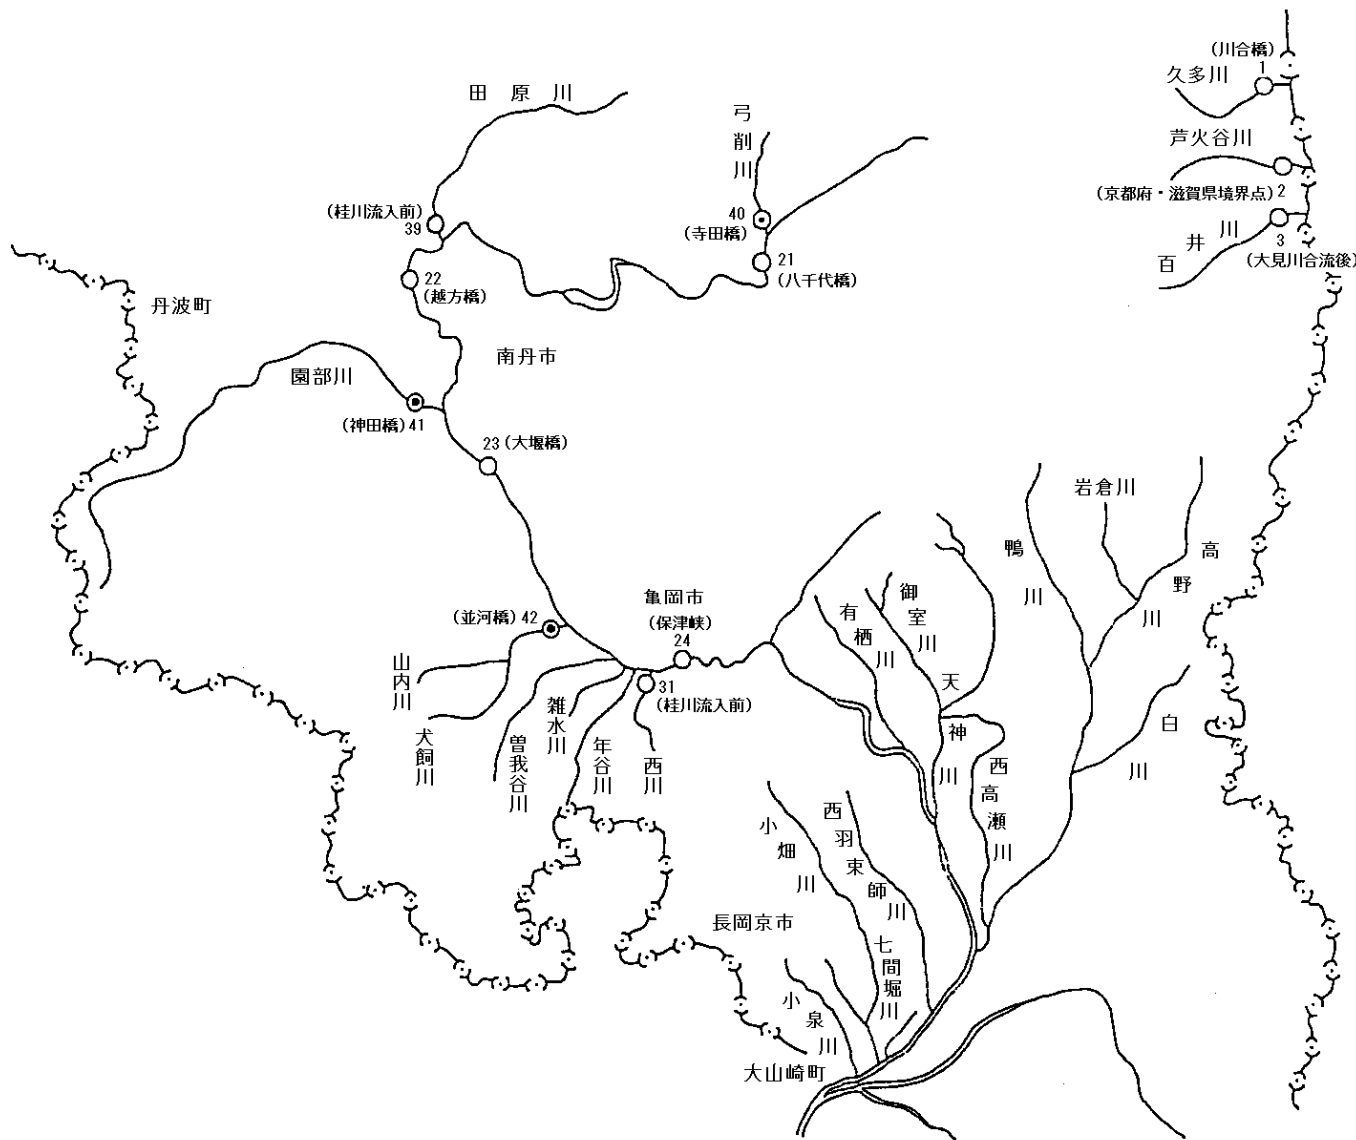 (川合橋)
1
久多川
芦火谷川
(京都府・滋賀県境界点) 2
百井川
3
(大見川合流後)
田原川
弓削川
(桂川流入前)
39
40
(寺田橋)
21
(八千代橋)
22
(越方橋)
丹波町
南丹市
園部川
(神田橋) 41
23 (大堰橋)
岩倉川
鴨川
高野川
亀岡市
(保津峡)
24
(並河橋) 42
31
(桂川流入前)
山内川
犬飼川
曽我谷川
雑水川
年谷川
西川
有栖川
御室川
天神川
西高瀬川
白川
小畑川
西羽束師川
長岡京市
七間堀川
小泉川
大山崎町